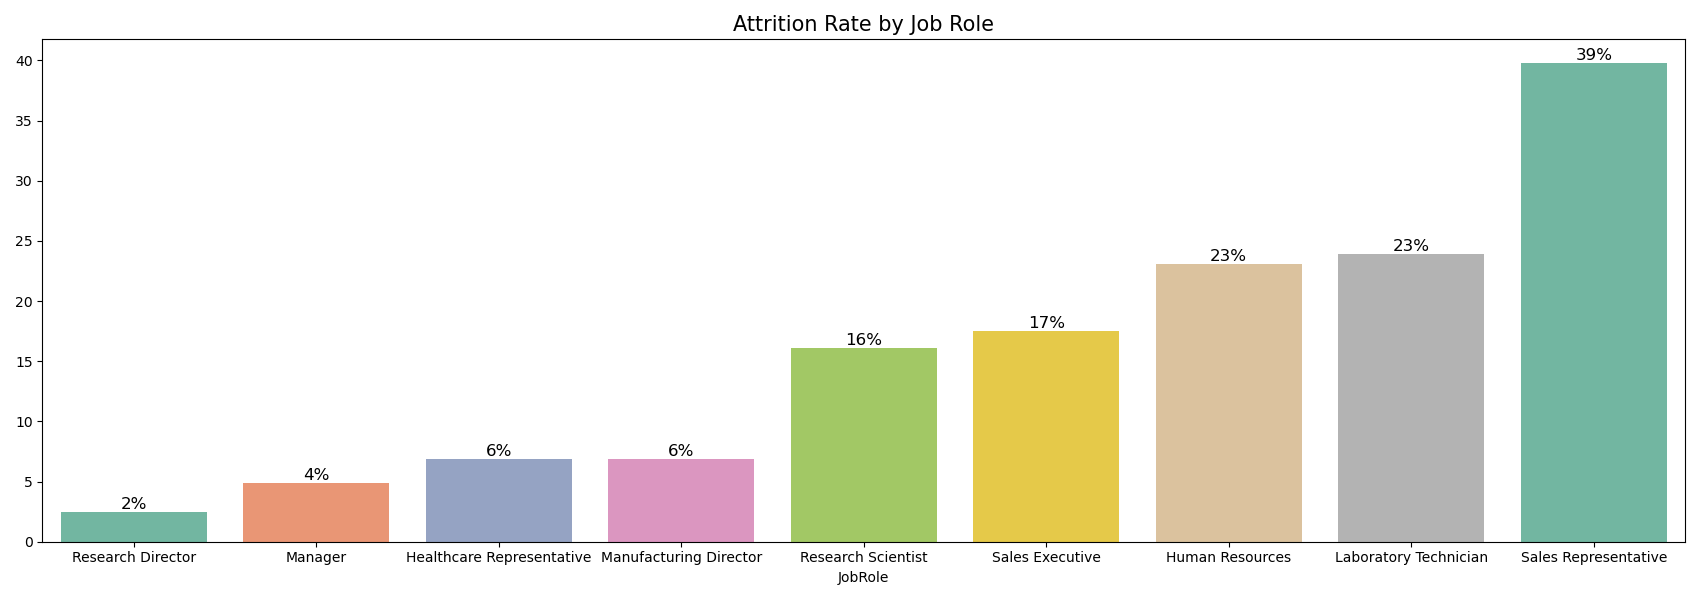 Attrition Rate by Job Role
40
35
30
25
20
15
10
5
0
2%
4%
6%
6%
16%
17%
23%
23%
39%
Research Director
Manager
Healthcare Representative
Manufacturing Director
Research Scientist
Sales Executive
Human Resources
Laboratory Technician
Sales Representative
JobRole